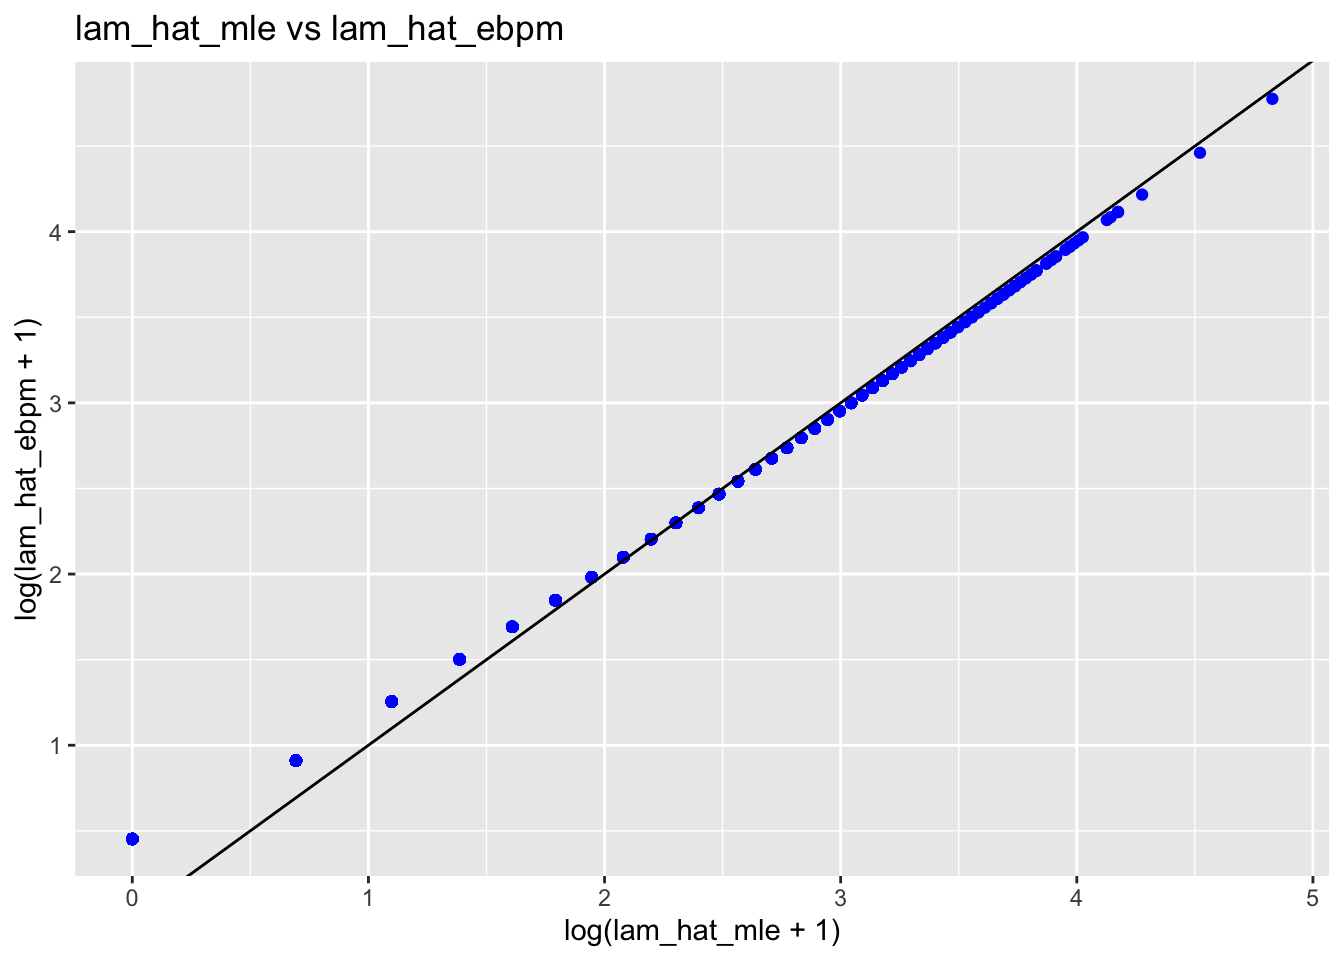 lam_hat_mle vs lam_hat_ebpm
log(lam_hat_ebpm + 1)
4
3
2
1
0 1 2 3 4 5
log(lam_hat_mle + 1)